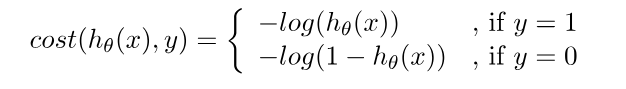 cost(hθ(x), y) = { −log(hθ(x)) , if y = 1
−log(1 − hθ(x)) , if y = 0